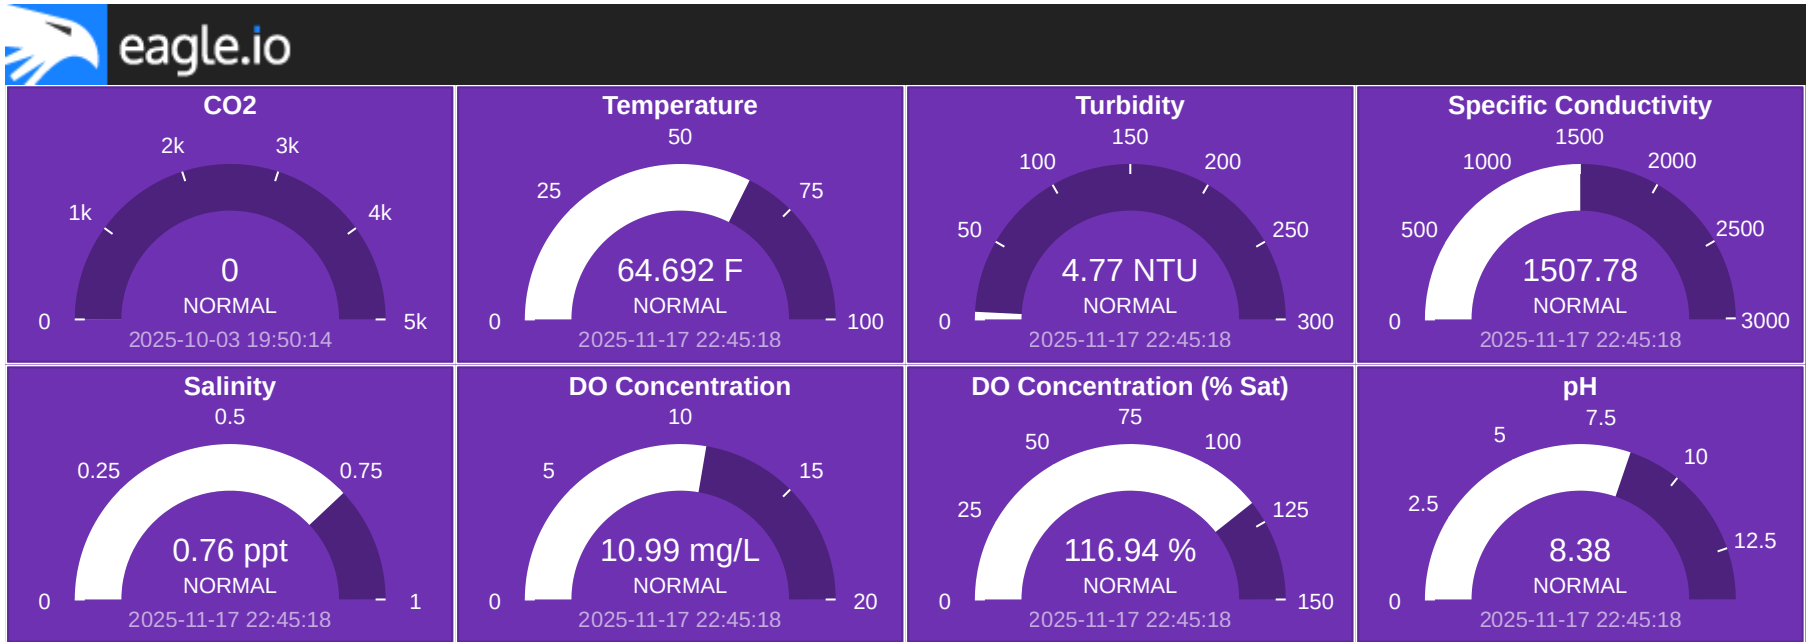 eagle.io
CO2
2k 3k
1k 4k
0
NORMAL
0 5k
2025-10-03 19:50:14
Temperature
50
25 75
64.692 F
NORMAL
0 100
2025-11-17 22:45:18
Turbidity
150
100 200
50 250
4.77 NTU
NORMAL
0 300
2025-11-17 22:45:18
Specific Conductivity
1500
1000 2000
500 2500
1507.78
NORMAL
0 3000
2025-11-17 22:45:18
Salinity
0.5
0.25 0.75
0.76 ppt
NORMAL
0 1
2025-11-17 22:45:18
DO Concentration
10
5 15
10.99 mg/L
NORMAL
0 20
2025-11-17 22:45:18
DO Concentration (% Sat)
75
50 100
25 125
116.94 %
NORMAL
0 150
2025-11-17 22:45:18
pH
7.5
5 10
2.5 12.5
8.38
NORMAL
0
2025-11-17 22:45:18